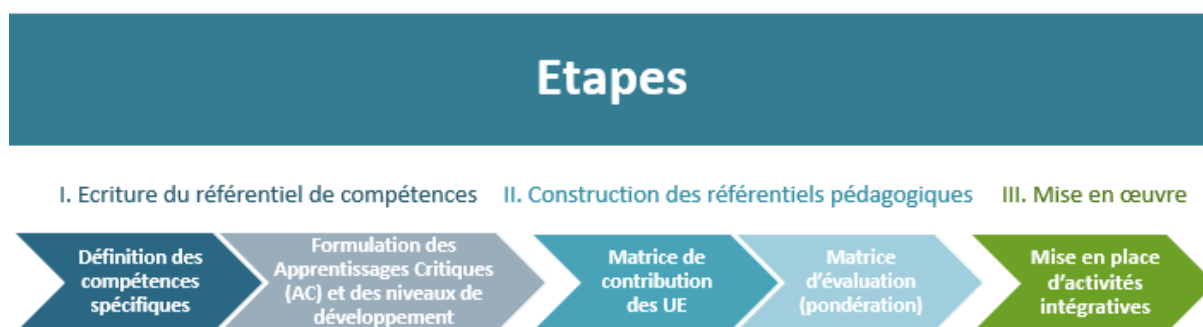 Etapes
I. Ecriture du référentiel de compétences
II. Construction des référentiels pédagogiques
III. Mise en œuvre
Définition des
compétences
spécifiques
Formulation des
Apprentissages Critiques
(AC) et des niveaux de
développement
Matrice de
contribution
des UE
Matrice
d'évaluation
(pondération)
Mise en place
d'activités
intégratives